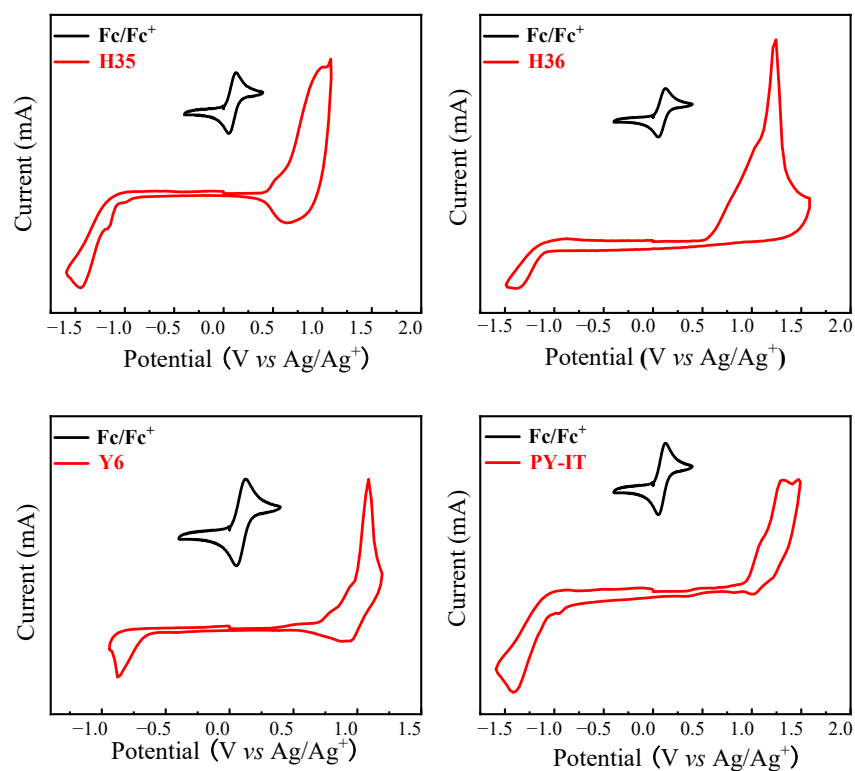 Fc/Fc⁺
H35
Current (mA)
−1.5 −1.0 −0.5 0.0 0.5 1.0 1.5 2.0
Potential (V vs Ag/Ag⁺)
Fc/Fc⁺
H36
Current (mA)
−1.5 −1.0 −0.5 0.0 0.5 1.0 1.5 2.0
Potential (V vs Ag/Ag⁺)
Fc/Fc⁺
Y6
Current (mA)
−1.0 −0.5 0.0 0.5 1.0 1.5
Potential (V vs Ag/Ag⁺)
Fc/Fc⁺
PY-IT
Current (mA)
−1.5 −1.0 −0.5 0.0 0.5 1.0 1.5 2.0
Potential (V vs Ag/Ag⁺)